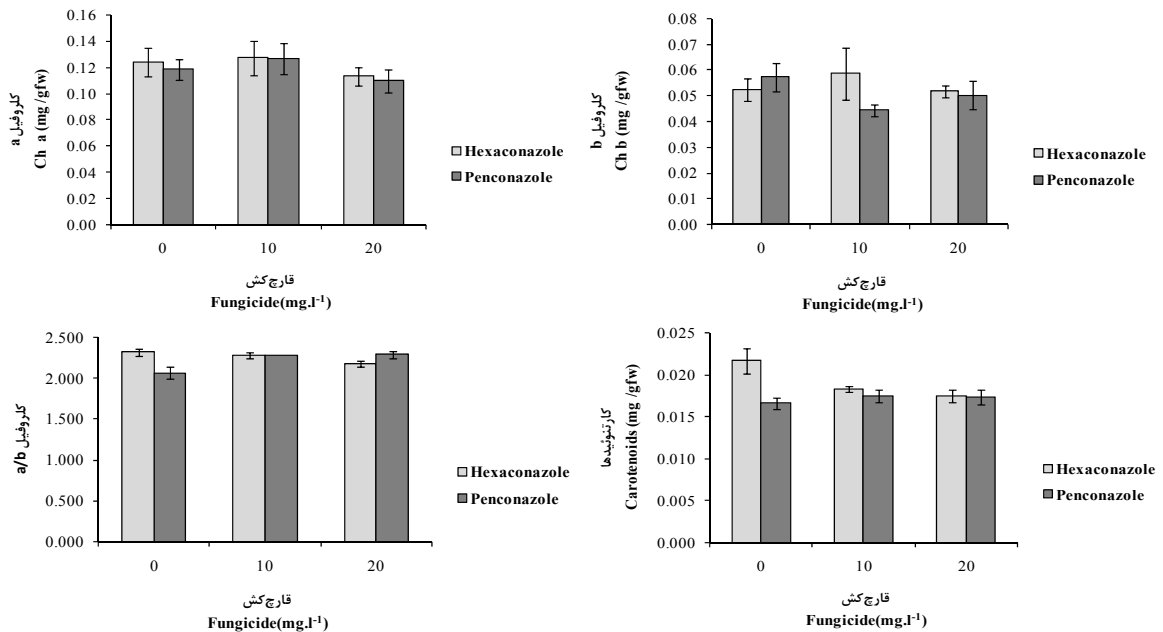 0.16
0.14
0.12
0.10
0.08
0.06
0.04
0.02
0.00
کلروفیل a
Ch a (mg /gfw)
0
10
20
قارچ‌کش
Fungicide(mg.l⁻¹)
Hexaconazole
Penconazole
0.08
0.07
0.06
0.05
0.04
0.03
0.02
0.01
0.00
کلروفیل b
Ch b (mg /gfw)
0
10
20
قارچ‌کش
Fungicide(mg.l⁻¹)
Hexaconazole
Penconazole
2.500
2.000
1.500
1.000
0.500
0.000
کلروفیل
a/b
0
10
20
قارچ‌کش
Fungicide(mg.l⁻¹)
Hexaconazole
Penconazole
0.025
0.020
0.015
0.010
0.005
0.000
کارتنوئیدها
Carotenoids (mg /gfw)
0
10
20
قارچ‌کش
Fungicide(mg.l⁻¹)
Hexaconazole
Penconazole